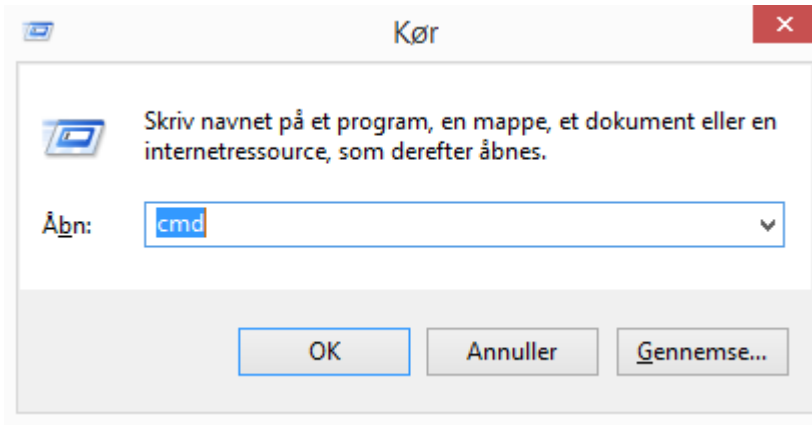 Kør
Skriv navnet på et program, en mappe, et dokument eller en
internetressource, som derefter åbnes.
Åbn:
cmd
OK
Annuller
Gennemse...